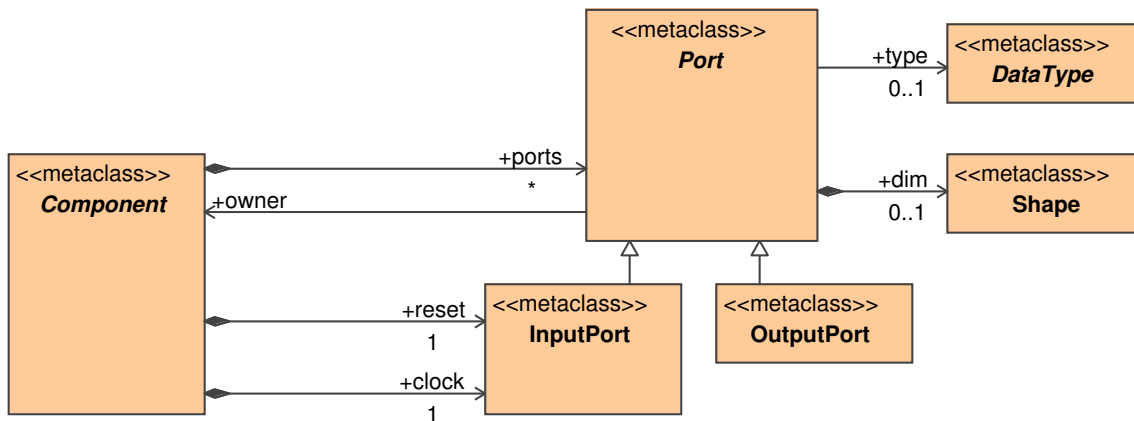 <<metaclass>>
Port
+type
0..1
<<metaclass>>
DataType
<<metaclass>>
Component
+ports
*
+owner
+dim
0..1
<<metaclass>>
Shape
+reset
1
+clock
1
<<metaclass>>
InputPort
<<metaclass>>
OutputPort